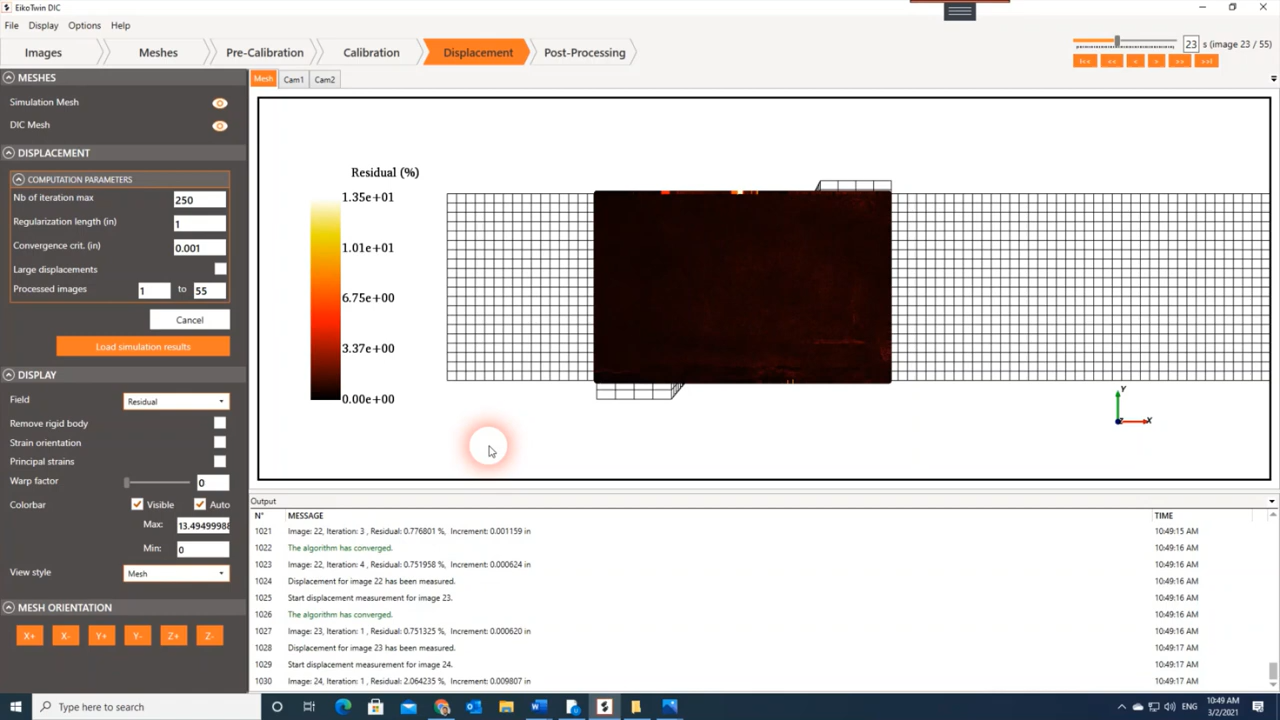 EikoTwin DIC
File Display Options Help
Images Meshes Pre-Calibration Calibration Displacement Post-Processing
23 s (image 23 / 55)
|<< << < > >> >>|
MESHES
Simulation Mesh
DIC Mesh
DISPLACEMENT
COMPUTATION PARAMETERS
Nb of iteration max 250
Regularization length (in) 1
Convergence crit. (in) 0.001
Large displacements
Processed images 1 to 55
Cancel
Load simulation results
DISPLAY
Field Residual
Remove rigid body
Strain orientation
Principal strains
Warp factor 0
Colorbar Visible Auto
Max: 13.49499988
Min: 0
View style Mesh
MESH ORIENTATION
X+ X- Y+ Y- Z+ Z-
Mesh Cam1 Cam2
Residual (%)
1.35e+01
1.01e+01
6.75e+00
3.37e+00
0.00e+00
Y
Z X
Output
N° MESSAGE TIME
1021 Image: 22, Iteration: 3 , Residual: 0.776801 %, Increment: 0.001159 in 10:49:15 AM
1022 The algorithm has converged. 10:49:16 AM
1023 Image: 22, Iteration: 4 , Residual: 0.751958 %, Increment: 0.000624 in 10:49:16 AM
1024 Displacement for image 22 has been measured. 10:49:16 AM
1025 Start displacement measurement for image 23. 10:49:16 AM
1026 The algorithm has converged. 10:49:16 AM
1027 Image: 23, Iteration: 1 , Residual: 0.751325 %, Increment: 0.000620 in 10:49:16 AM
1028 Displacement for image 23 has been measured. 10:49:17 AM
1029 Start displacement measurement for image 24. 10:49:17 AM
1030 Image: 24, Iteration: 1 , Residual: 2.064235 %, Increment: 0.009807 in 10:49:17 AM
Type here to search
ENG
10:49 AM
3/2/2021